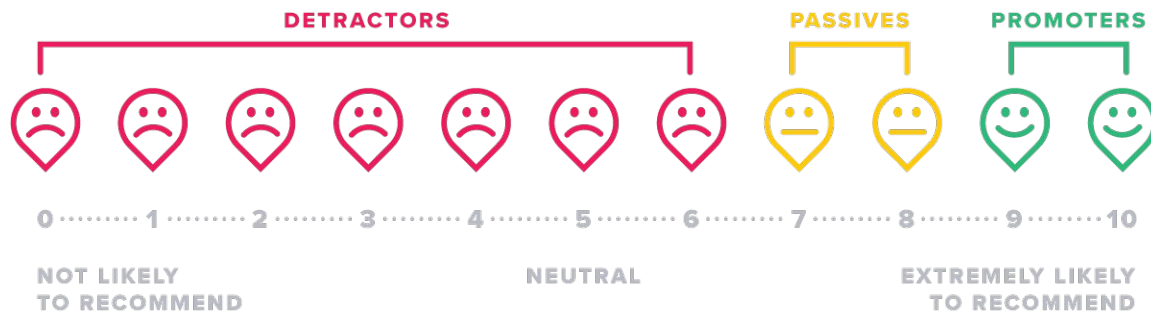 DETRACTORS PASSIVES PROMOTERS
0 1 2 3 4 5 6 7 8 9 10
NOT LIKELY
TO RECOMMEND
NEUTRAL
EXTREMELY LIKELY
TO RECOMMEND